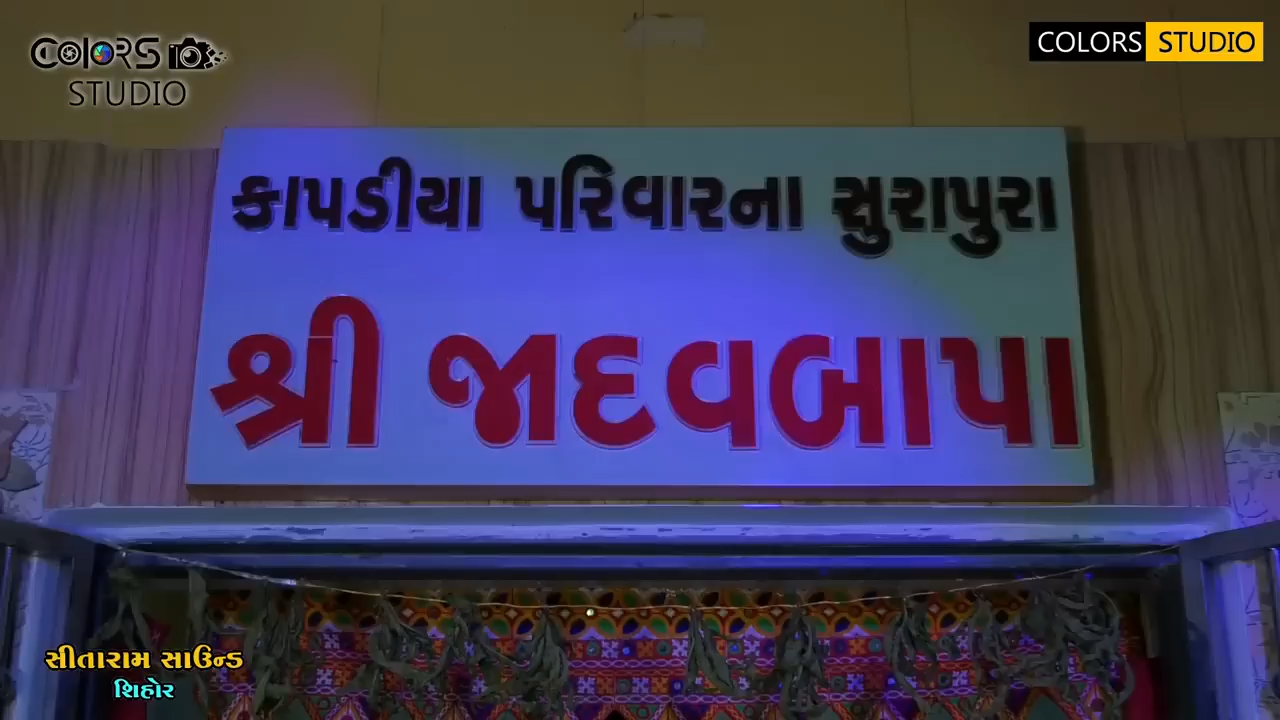 COLORS
STUDIO
COLORS STUDIO
કાપડીયા પરિવારના સુરાપુરા
શ્રી જાદવબાપા
સીતારામ સાઉન્ડ
શિહોર